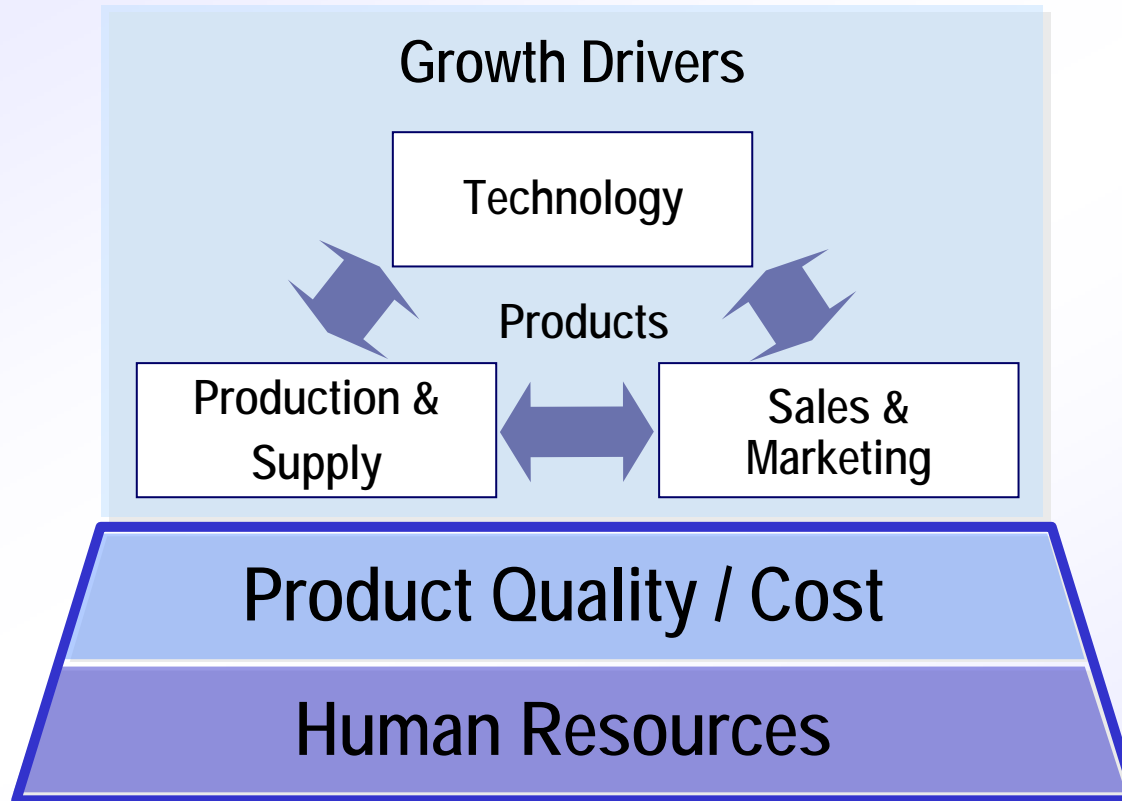 Growth Drivers
Technology
Products
Production &
Supply
Sales &
Marketing
Product Quality / Cost
Human Resources